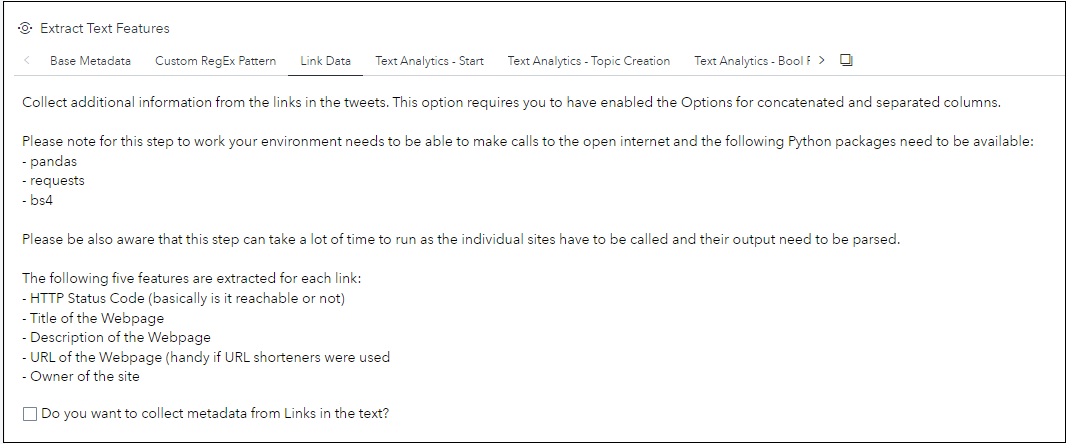 Extract Text Features
Base Metadata Custom RegEx Pattern Link Data Text Analytics - Start Text Analytics - Topic Creation Text Analytics - Bool F
Collect additional information from the links in the tweets. This option requires you to have enabled the Options for concatenated and separated columns.
Please note for this step to work your environment needs to be able to make calls to the open internet and the following Python packages need to be available:
- pandas
- requests
- bs4
Please be also aware that this step can take a lot of time to run as the individual sites have to be called and their output need to be parsed.
The following five features are extracted for each link:
- HTTP Status Code (basically is it reachable or not)
- Title of the Webpage
- Description of the Webpage
- URL of the Webpage (handy if URL shorteners were used
- Owner of the site
Do you want to collect metadata from Links in the text?